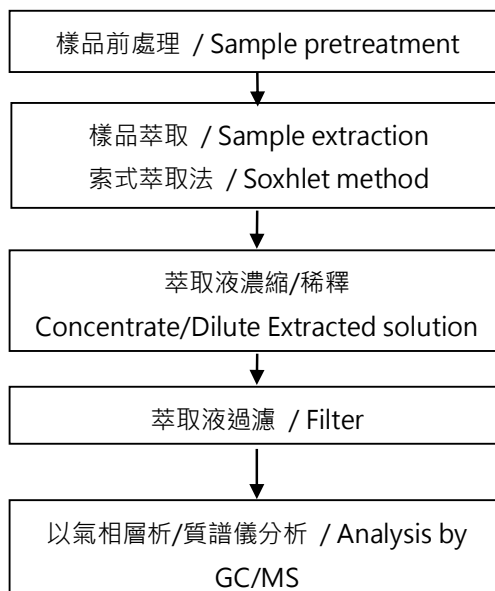 樣品前處理 / Sample pretreatment
樣品萃取 / Sample extraction
索式萃取法 / Soxhlet method
萃取液濃縮/稀釋
Concentrate/Dilute Extracted solution
萃取液過濾 / Filter
以氣相層析/質譜儀分析 / Analysis by
GC/MS